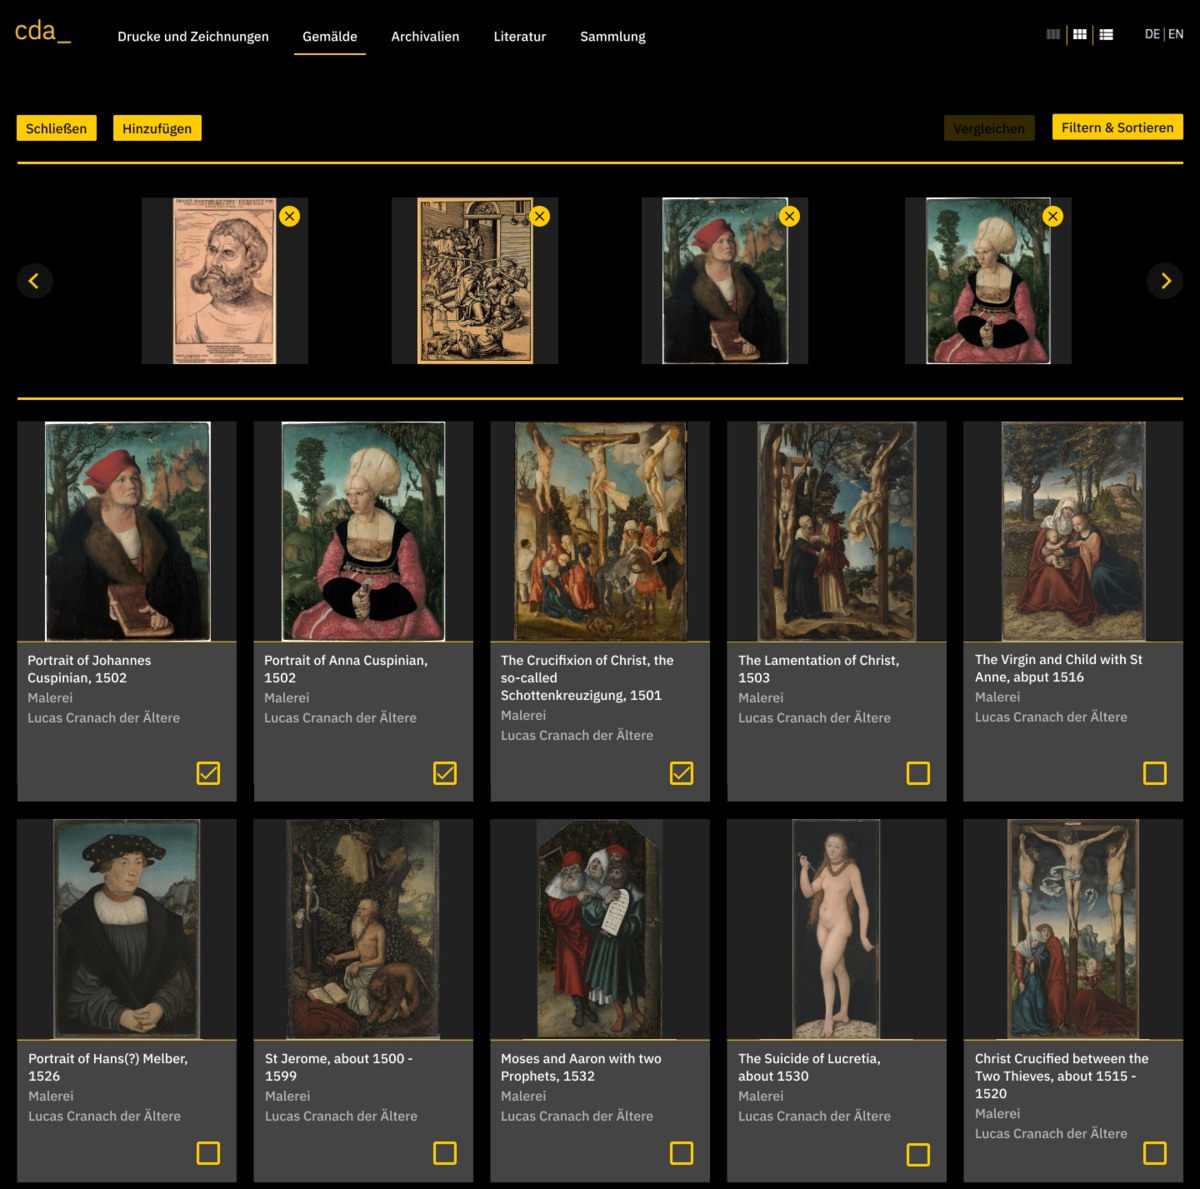 cda_
Drucke und Zeichnungen
Gemälde
Archivalien
Literatur
Sammlung
DE | EN
Schließen
Hinzufügen
Vergleichen
Filtern & Sortieren
Portrait of Johannes
Cuspinian, 1502
Malerei
Lucas Cranach der Ältere
Portrait of Anna Cuspinian,
1502
Malerei
Lucas Cranach der Ältere
The Crucifixion of Christ, the
so-called
Schottenkreuzigung, 1501
Malerei
Lucas Cranach der Ältere
The Lamentation of Christ,
1503
Malerei
Lucas Cranach der Ältere
The Virgin and Child with St
Anne, abput 1516
Malerei
Lucas Cranach der Ältere
Portrait of Hans(?) Melber,
1526
Malerei
Lucas Cranach der Ältere
St Jerome, about 1500 -
1599
Malerei
Lucas Cranach der Ältere
Moses and Aaron with two
Prophets, 1532
Malerei
Lucas Cranach der Ältere
The Suicide of Lucretia,
about 1530
Malerei
Lucas Cranach der Ältere
Christ Crucified between the
Two Thieves, about 1515 -
1520
Malerei
Lucas Cranach der Ältere